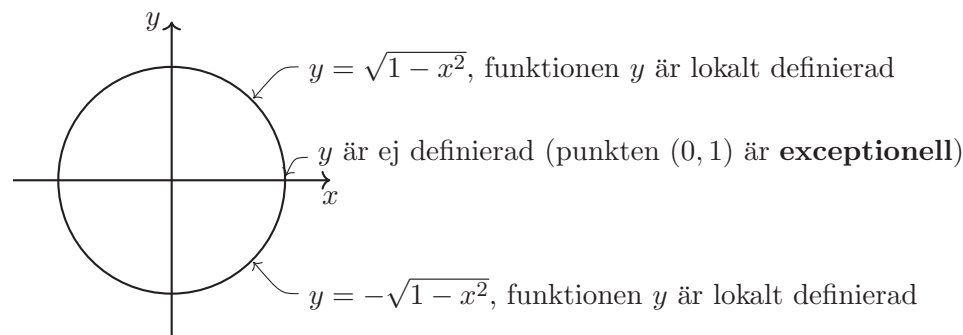 y
y = √(1 − x²), funktionen y är lokalt definierad
y är ej definierad (punkten (0, 1) är exceptionell)
x
y = −√(1 − x²), funktionen y är lokalt definierad